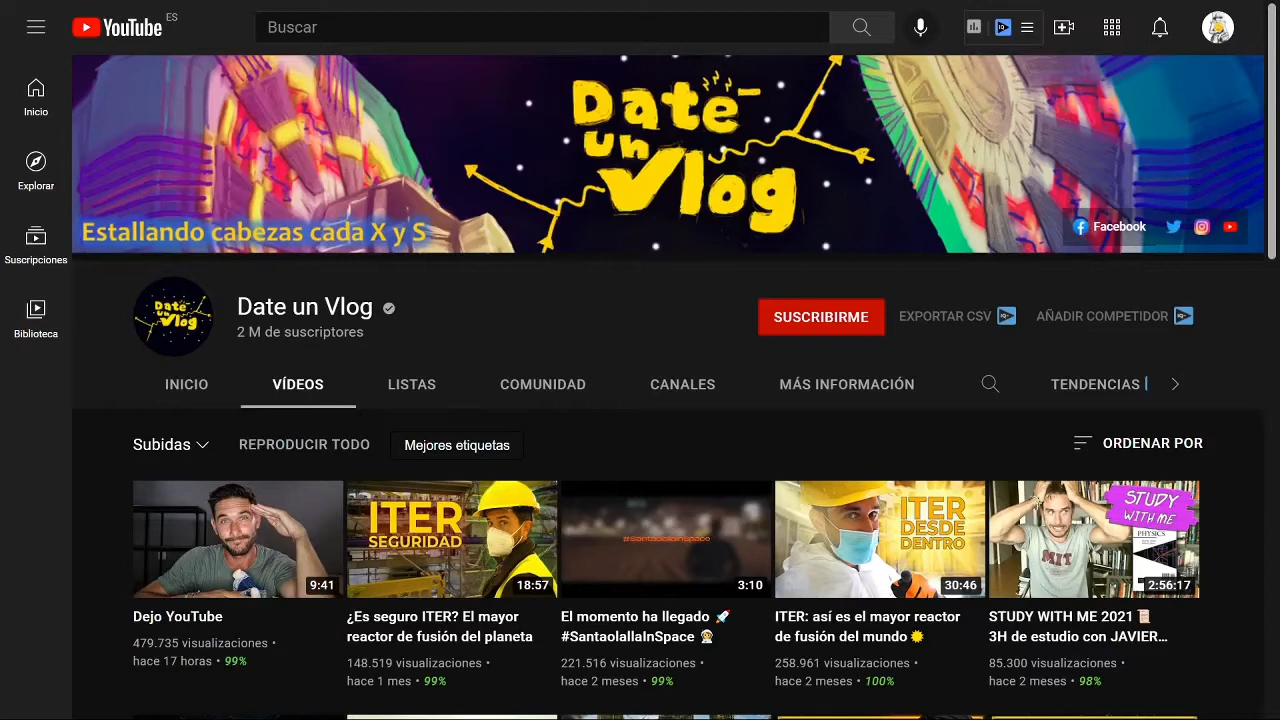 YouTube ES
Buscar
Inicio
Explorar
Suscripciones
Biblioteca
Date
un
Vlog
Estallando cabezas cada X y S
Facebook
Date
un
Vlog
Date un Vlog
2 M de suscriptores
SUSCRIBIRME
EXPORTAR CSV
AÑADIR COMPETIDOR
INICIO
VÍDEOS
LISTAS
COMUNIDAD
CANALES
MÁS INFORMACIÓN
TENDENCIAS
Subidas
REPRODUCIR TODO
Mejores etiquetas
ORDENAR POR
9:41
Dejo YouTube
479.735 visualizaciones •
hace 17 horas • 99%
ITER
SEGURIDAD
18:57
¿Es seguro ITER? El mayor
reactor de fusión del planeta
148.519 visualizaciones •
hace 1 mes • 99%
#SantaolallaInSpace
3:10
El momento ha llegado 🚀
#SantaolallaInSpace 🧑‍🚀
221.516 visualizaciones •
hace 2 meses • 99%
ITER
DESDE
DENTRO
30:46
ITER: así es el mayor reactor
de fusión del mundo
258.961 visualizaciones •
hace 2 meses • 100%
STUDY
WITH ME
PHYSICS
MIT
2:56:17
STUDY WITH ME 2021 📜
3H de estudio con JAVIER...
85.300 visualizaciones •
hace 2 meses • 98%